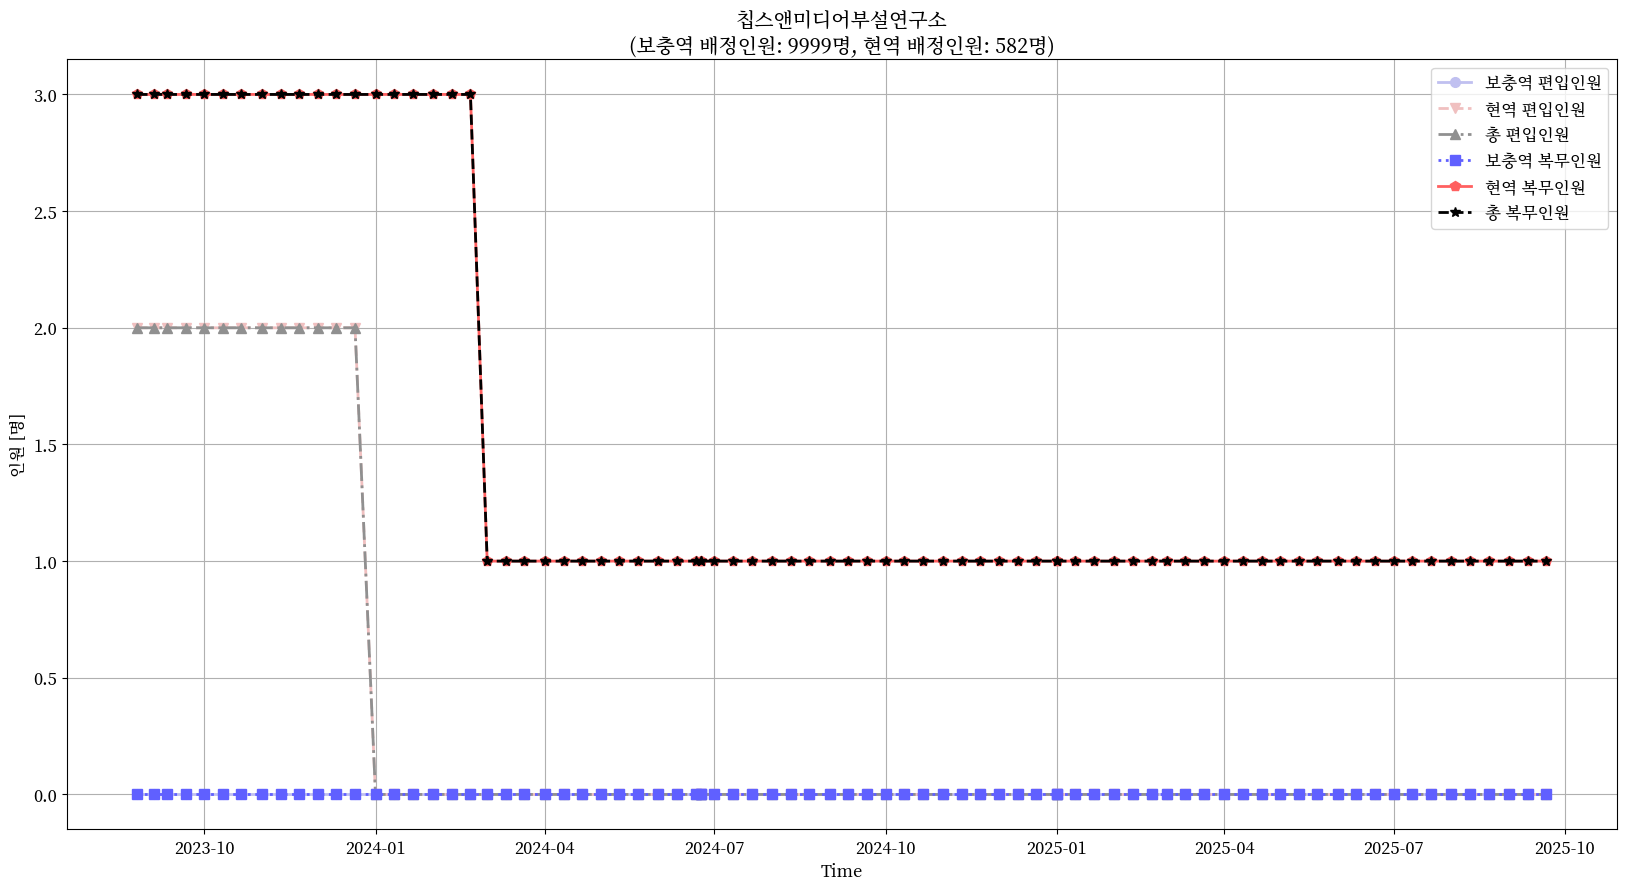 칩스앤미디어부설연구소
(보충역 배정인원: 9999명, 현역 배정인원: 582명)
보충역 편입인원
현역 편입인원
총 편입인원
보충역 복무인원
현역 복무인원
총 복무인원
인원 [명]
3.0
2.5
2.0
1.5
1.0
0.5
0.0
2023-10
2024-01
2024-04
2024-07
2024-10
2025-01
2025-04
2025-07
2025-10
Time